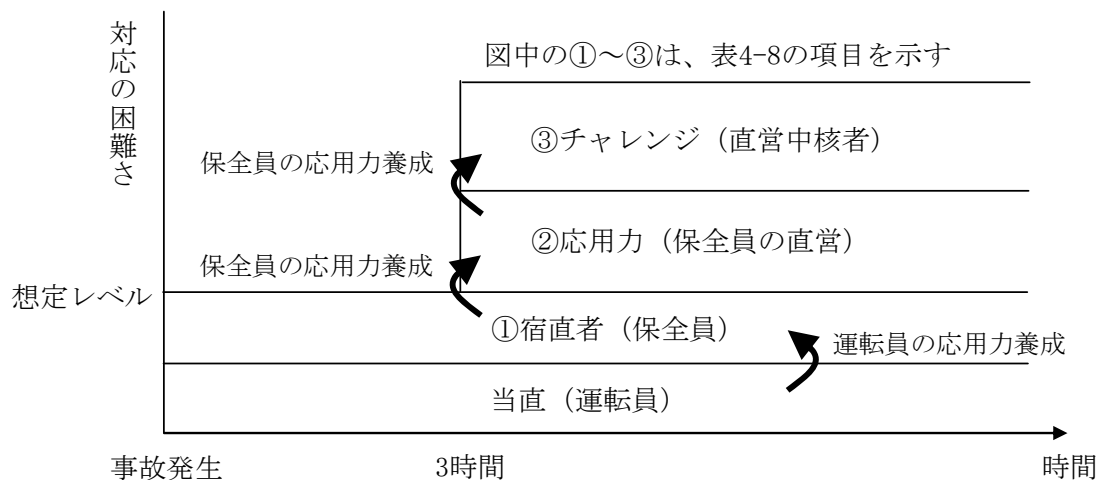 対応の困難さ
図中の①～③は、表4-8の項目を示す
③チャレンジ（直営中核者）
保全員の応用力養成
②応用力（保全員の直営）
保全員の応用力養成
想定レベル
①宿直者（保全員）
運転員の応用力養成
当直（運転員）
事故発生
3時間
時間